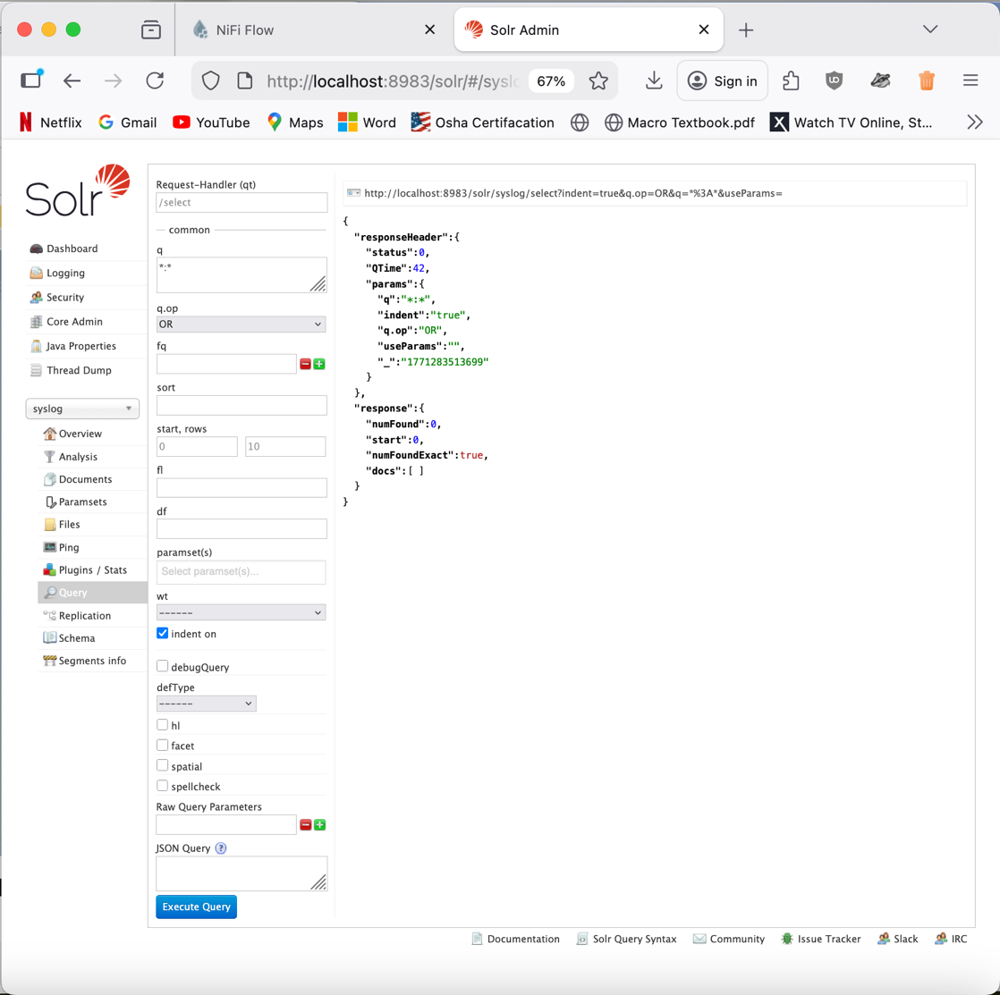 NiFi Flow
Solr Admin
http://localhost:8983/solr/#/syslo
67%
Sign in
Netflix
Gmail
YouTube
Maps
Word
Osha Certifacation
Macro Textbook.pdf
Watch TV Online, St...
Solr
Dashboard
Logging
Security
Core Admin
Java Properties
Thread Dump
syslog
Overview
Analysis
Documents
Paramsets
Files
Ping
Plugins / Stats
Query
Replication
Schema
Segments info
Request-Handler (qt)
/select
common
q
*:*
q.op
OR
fq
sort
start, rows
0
10
fl
df
paramset(s)
Select paramset(s)...
wt
------
indent on
debugQuery
defType
------
hl
facet
spatial
spellcheck
Raw Query Parameters
JSON Query ?
Execute Query
http://localhost:8983/solr/syslog/select?indent=true&q.op=OR&q=*%3A*&useParams=
{
"responseHeader":{
"status":0,
"QTime":42,
"params":{
"q":"*:*",
"indent":"true",
"q.op":"OR",
"useParams":"",
"_":"1771283513699"
}
},
"response":{
"numFound":0,
"start":0,
"numFoundExact":true,
"docs":[ ]
}
}
Documentation
Solr Query Syntax
Community
Issue Tracker
Slack
IRC